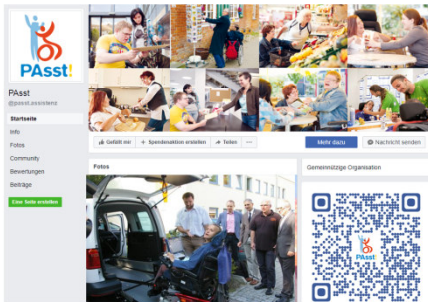 PAsst!
PAsst
@passt.assistenz
Startseite
Info
Fotos
Community
Bewertungen
Beiträge
Eine Seite erstellen
Gefällt mir
+ Spendenaktion erstellen
Teilen
...
Mehr dazu
Nachricht senden
Fotos
Gemeinnützige Organisation
PAsst!